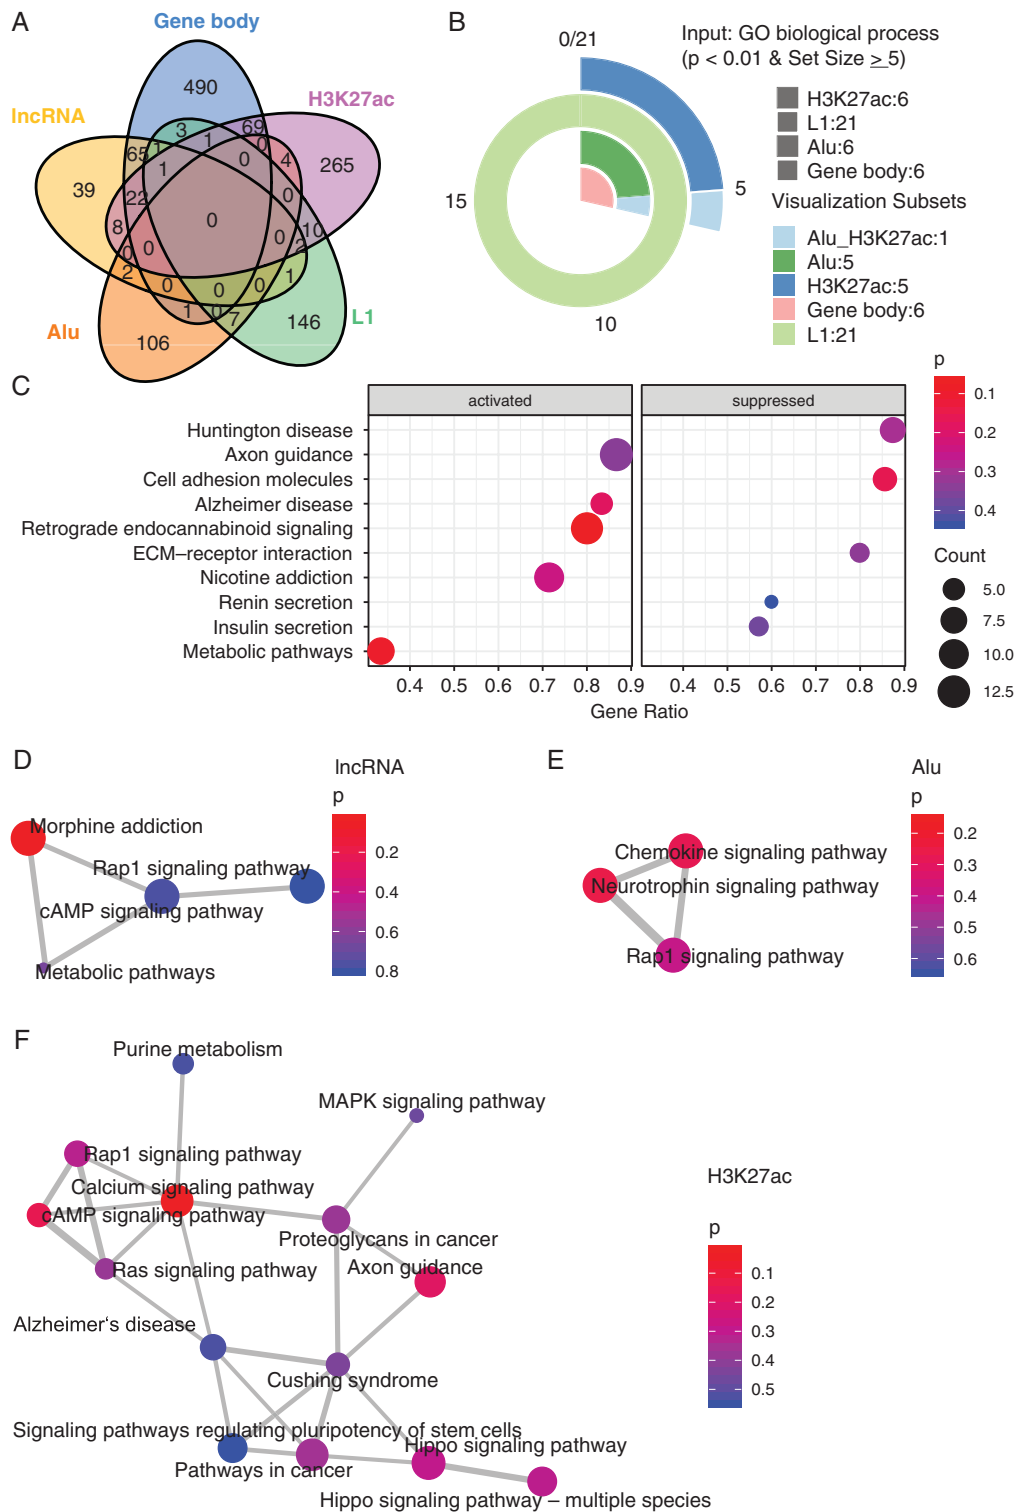 A
Gene body
H3K27ac
lncRNA
L1
Alu
490
265
39
106
146
3
69
1
0
65
1
1
0
4
22
0
0
8
0
10
0
0
2
2
0
0
0
1
1
0
7
B
0/21
5
10
15
Input: GO biological process
(p < 0.01 & Set Size ≥5)
H3K27ac:6
L1:21
Alu:6
Gene body:6
Visualization Subsets
Alu_H3K27ac:1
Alu:5
H3K27ac:5
Gene body:6
L1:21
C
activated
suppressed
Huntington disease
Axon guidance
Cell adhesion molecules
Alzheimer disease
Retrograde endocannabinoid signaling
ECM–receptor interaction
Nicotine addiction
Renin secretion
Insulin secretion
Metabolic pathways
0.4 0.5 0.6 0.7 0.8 0.9
0.4 0.5 0.6 0.7 0.8 0.9
Gene Ratio
p
0.1
0.2
0.3
0.4
Count
5.0
7.5
10.0
12.5
D
lncRNA
p
0.2
0.4
0.6
0.8
Morphine addiction
Rap1 signaling pathway
cAMP signaling pathway
Metabolic pathways
E
Alu
p
0.2
0.3
0.4
0.5
0.6
Chemokine signaling pathway
Neurotrophin signaling pathway
Rap1 signaling pathway
F
Purine metabolism
MAPK signaling pathway
Rap1 signaling pathway
Calcium signaling pathway
cAMP signaling pathway
Proteoglycans in cancer
Axon guidance
Ras signaling pathway
Alzheimer‘s disease
Cushing syndrome
Signaling pathways regulating pluripotency of stem cells
Hippo signaling pathway
Pathways in cancer
Hippo signaling pathway – multiple species
H3K27ac
p
0.1
0.2
0.3
0.4
0.5